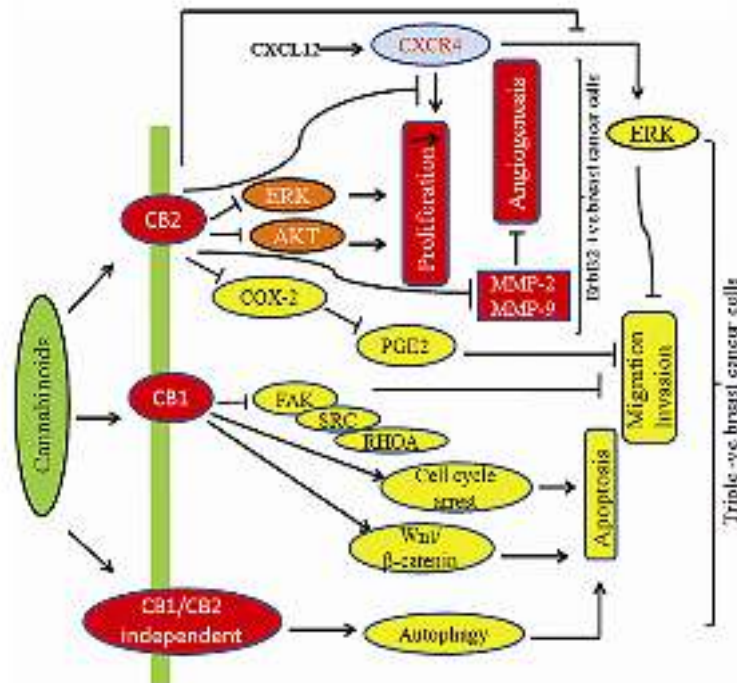 CXCL12
CXCR4
ERK
Angiogenesis
Proliferation
ErbB2 +ve breast cancer cells
CB2
ERK
AKT
COX-2
MMP-2
MMP-9
PGE2
Migration
Invasion
Cannabinoids
CB1
FAK
SRC
RHOA
Cell cycle
arrest
Apoptosis
Wnt/
β-catenin
CB1/CB2
independent
Autophagy
Triple -ve breast cancer cells